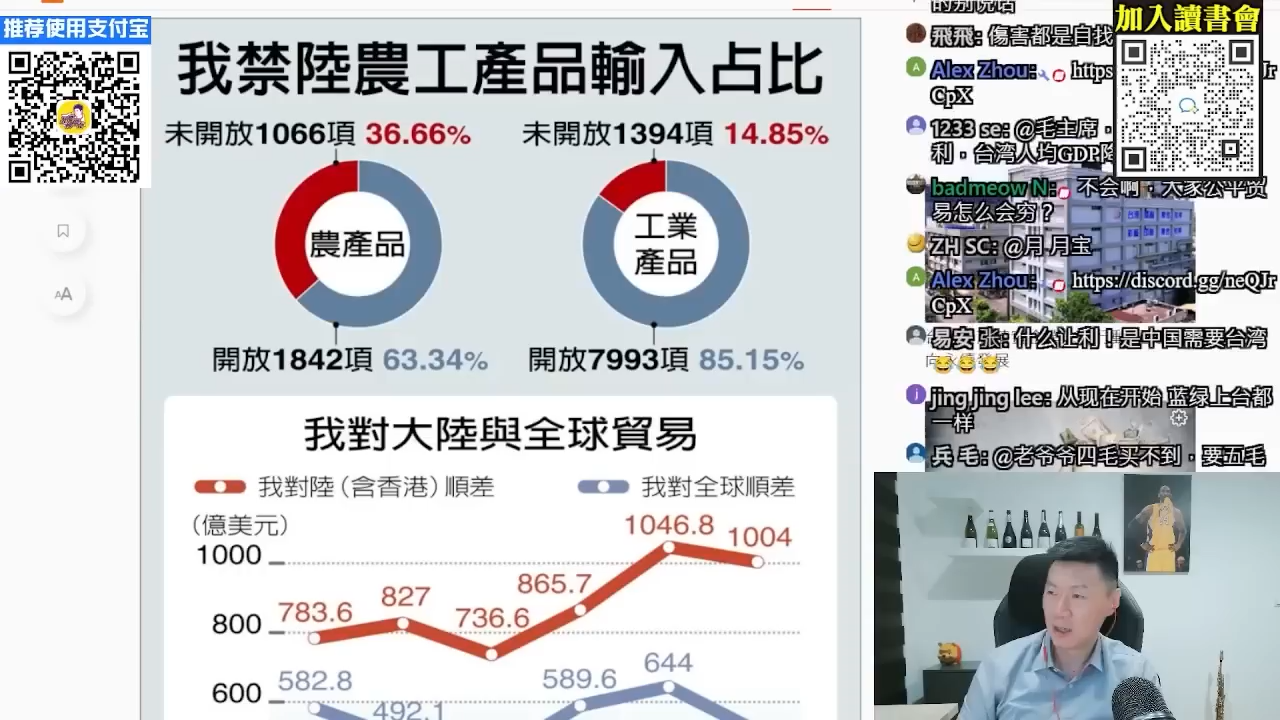 推荐使用支付宝
AA
我禁陸農工產品輸入占比
未開放1066項 36.66%
農產品
開放1842項 63.34%
未開放1394項 14.85%
工業
產品
開放7993項 85.15%
我對大陸與全球貿易
我對陸（含香港）順差
我對全球順差
（億美元）
1000
800
600
783.6
827
736.6
865.7
1046.8
1004
582.8
492.1
589.6
644
加入讀書會
飛飛: 傷害都是自找
A
Alex Zhou: https
CpX
1233 se: @毛主席，
利，台湾人均GDP降
badmeow N: 不会啊，大家公平贸
易怎么会穷？
ZH SC: @月 月宝
A
Alex Zhou: https://discord.gg/neQJr
CpX
易安 张: 什么让利！是中国需要台湾
j
jing jing lee: 从现在开始 蓝绿上台都
一样
兵 毛: @老爷爷四毛买不到，要五毛